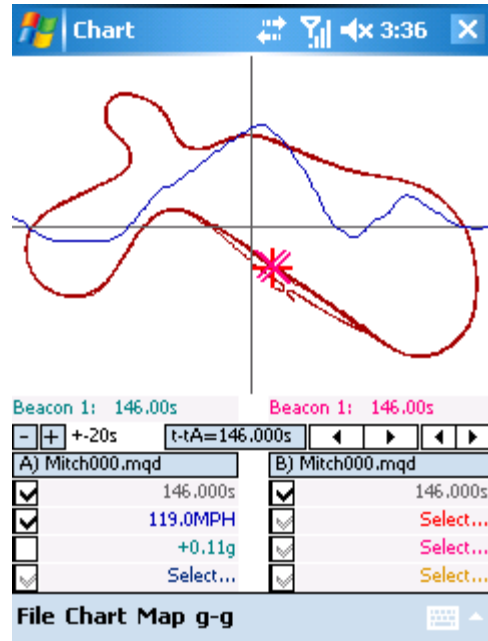 Chart 3:36
Beacon 1: 146.00s Beacon 1: 146.00s
- + +-20s t-tA=146.000s
A) Mitch000.mqd B) Mitch000.mqd
146.000s 146.000s
119.0MPH Select...
+0.11g Select...
Select... Select...
File Chart Map g-g